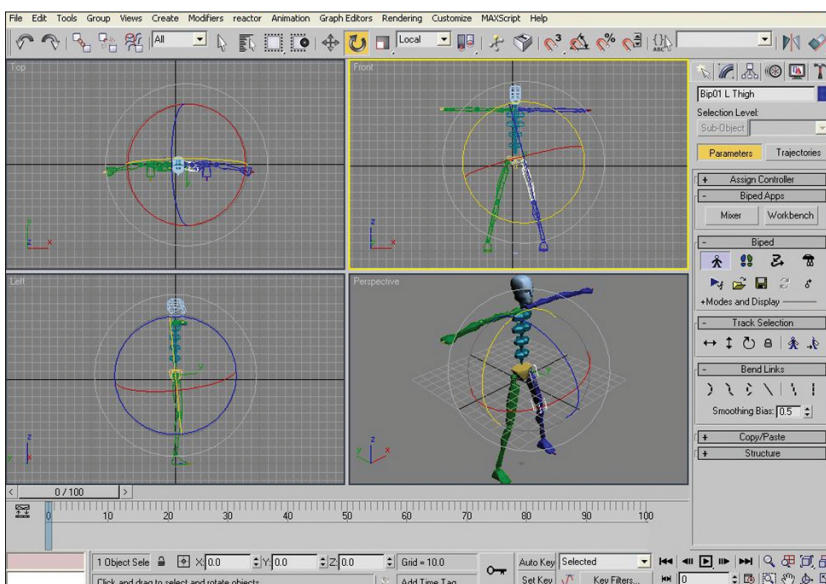 File Edit Tools Group Views Create Modifiers reactor Animation Graph Editors Rendering Customize MAXScript Help
All Local
Top
Front
Left
Perspective
Bip01 L Thigh
Selection Level:
Sub-Object
Parameters Trajectories
+ Assign Controller
- Biped Apps
Mixer Workbench
- Biped
+Modes and Display
- Track Selection
- Bend Links
Smoothing Bias: 0.5
+ Copy/Paste
+ Structure
< 0 / 100 >
0 10 20 30 40 50 60 70 80 90 100
1 Object Sele X: 0.0 Y: 0.0 Z: 0.0 Grid = 10.0 Auto Key Selected
Click and drag to select and rotate objects Add Time Tag Set Key Key Filters... 0